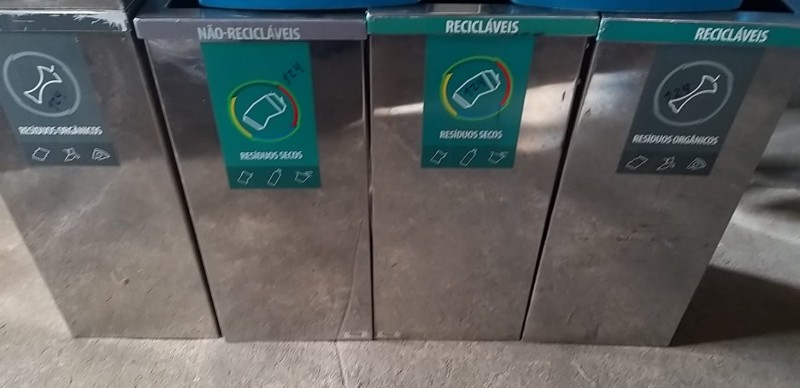 RESÍDUOS ORGÂNICOS
NÃO-RECICLÁVEIS
RESÍDUOS SECOS
RECICLÁVEIS
RESÍDUOS SECOS
RECICLÁVEIS
RESÍDUOS ORGÂNICOS